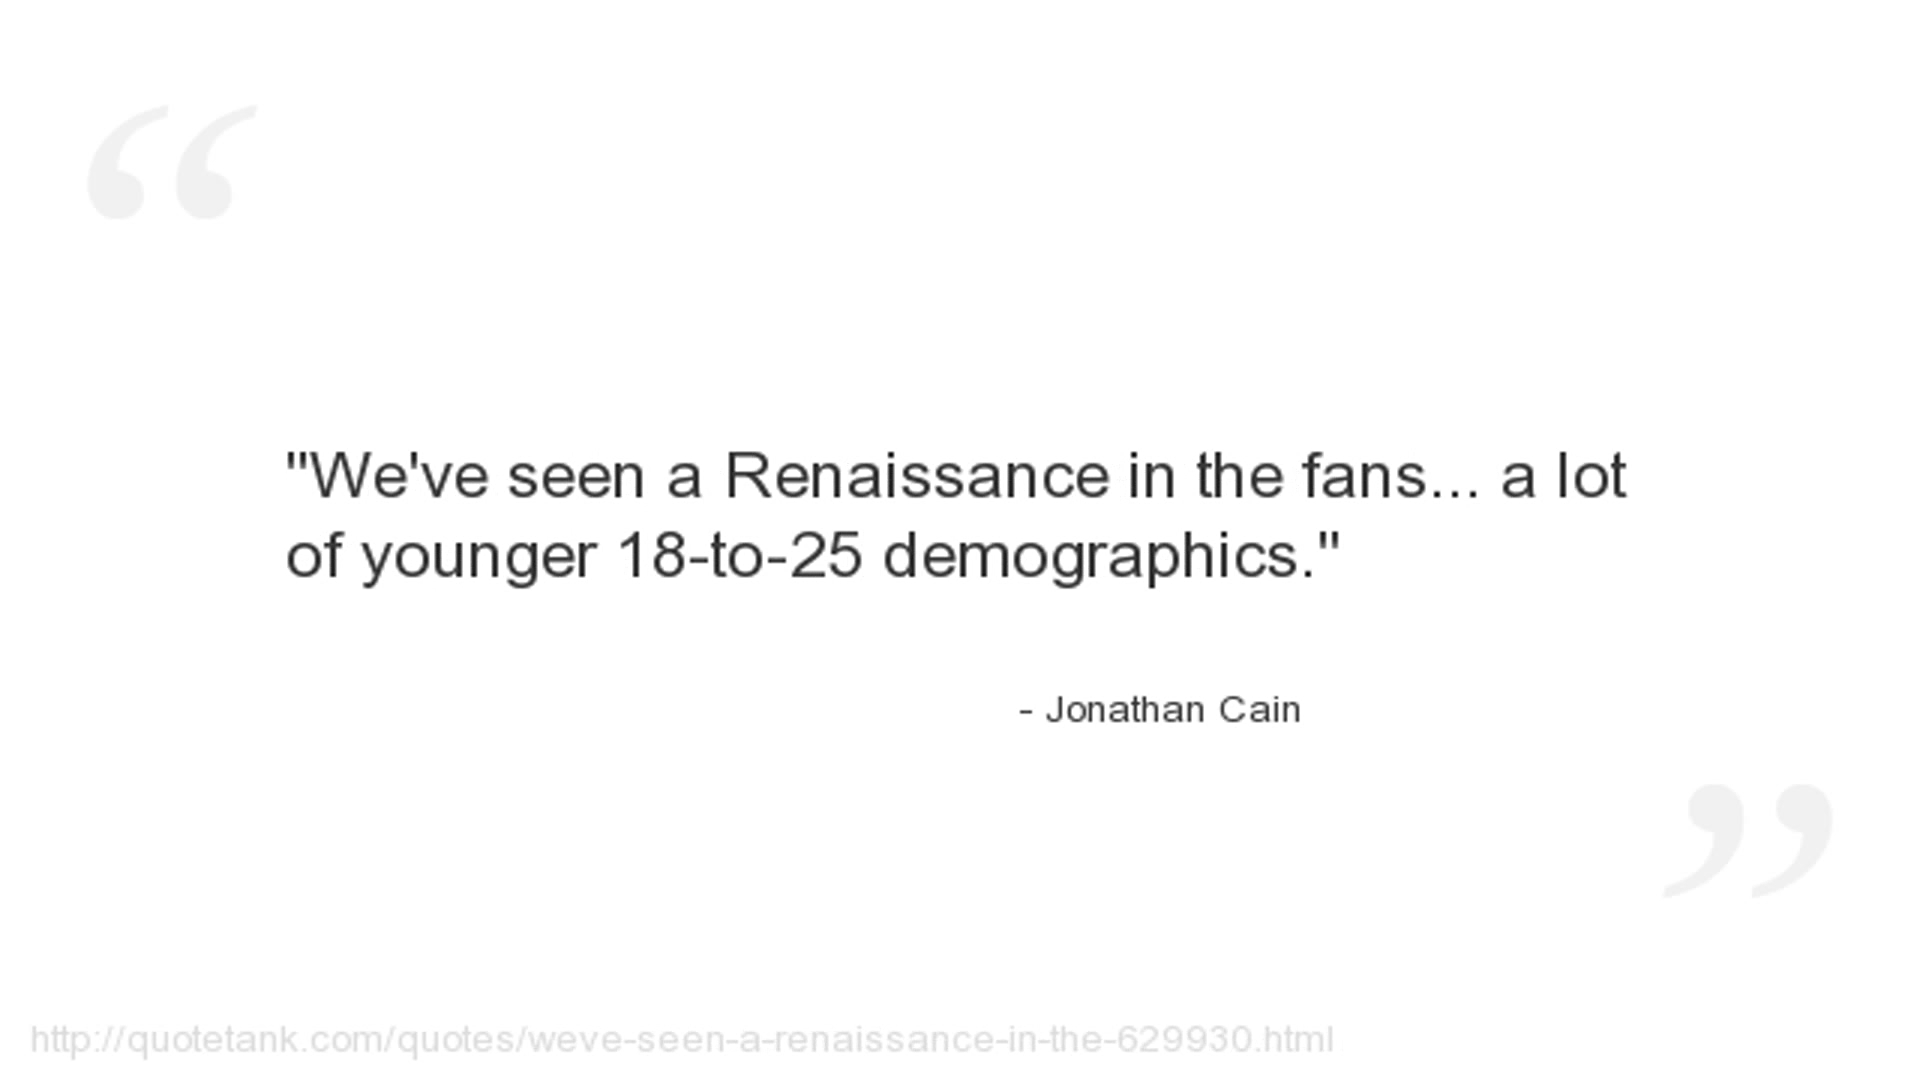 "We've seen a Renaissance in the fans... a lot
of younger 18-to-25 demographics."
- Jonathan Cain
http://quotetank.com/quotes/weve-seen-a-renaissance-in-the-629930.html